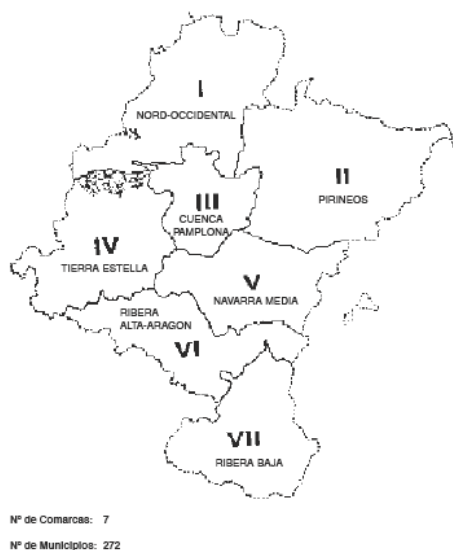 I
NORD-OCCIDENTAL
II
PIRINEOS
III
CUENCA
PAMPLONA
IV
TIERRA ESTELLA
V
NAVARRA MEDIA
RIBERA
ALTA-ARAGON
VI
VII
RIBERA BAJA
Nº de Comarcas: 7
Nº de Municipios: 272